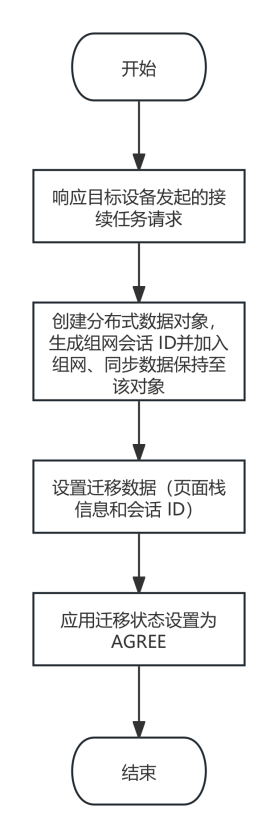 开始
响应目标设备发起的接
续任务请求
创建分布式数据对象，
生成组网会话 ID并加入
组网、同步数据保持至
该对象
设置迁移数据（页面栈
信息和会话 ID）
应用迁移状态设置为
AGREE
结束